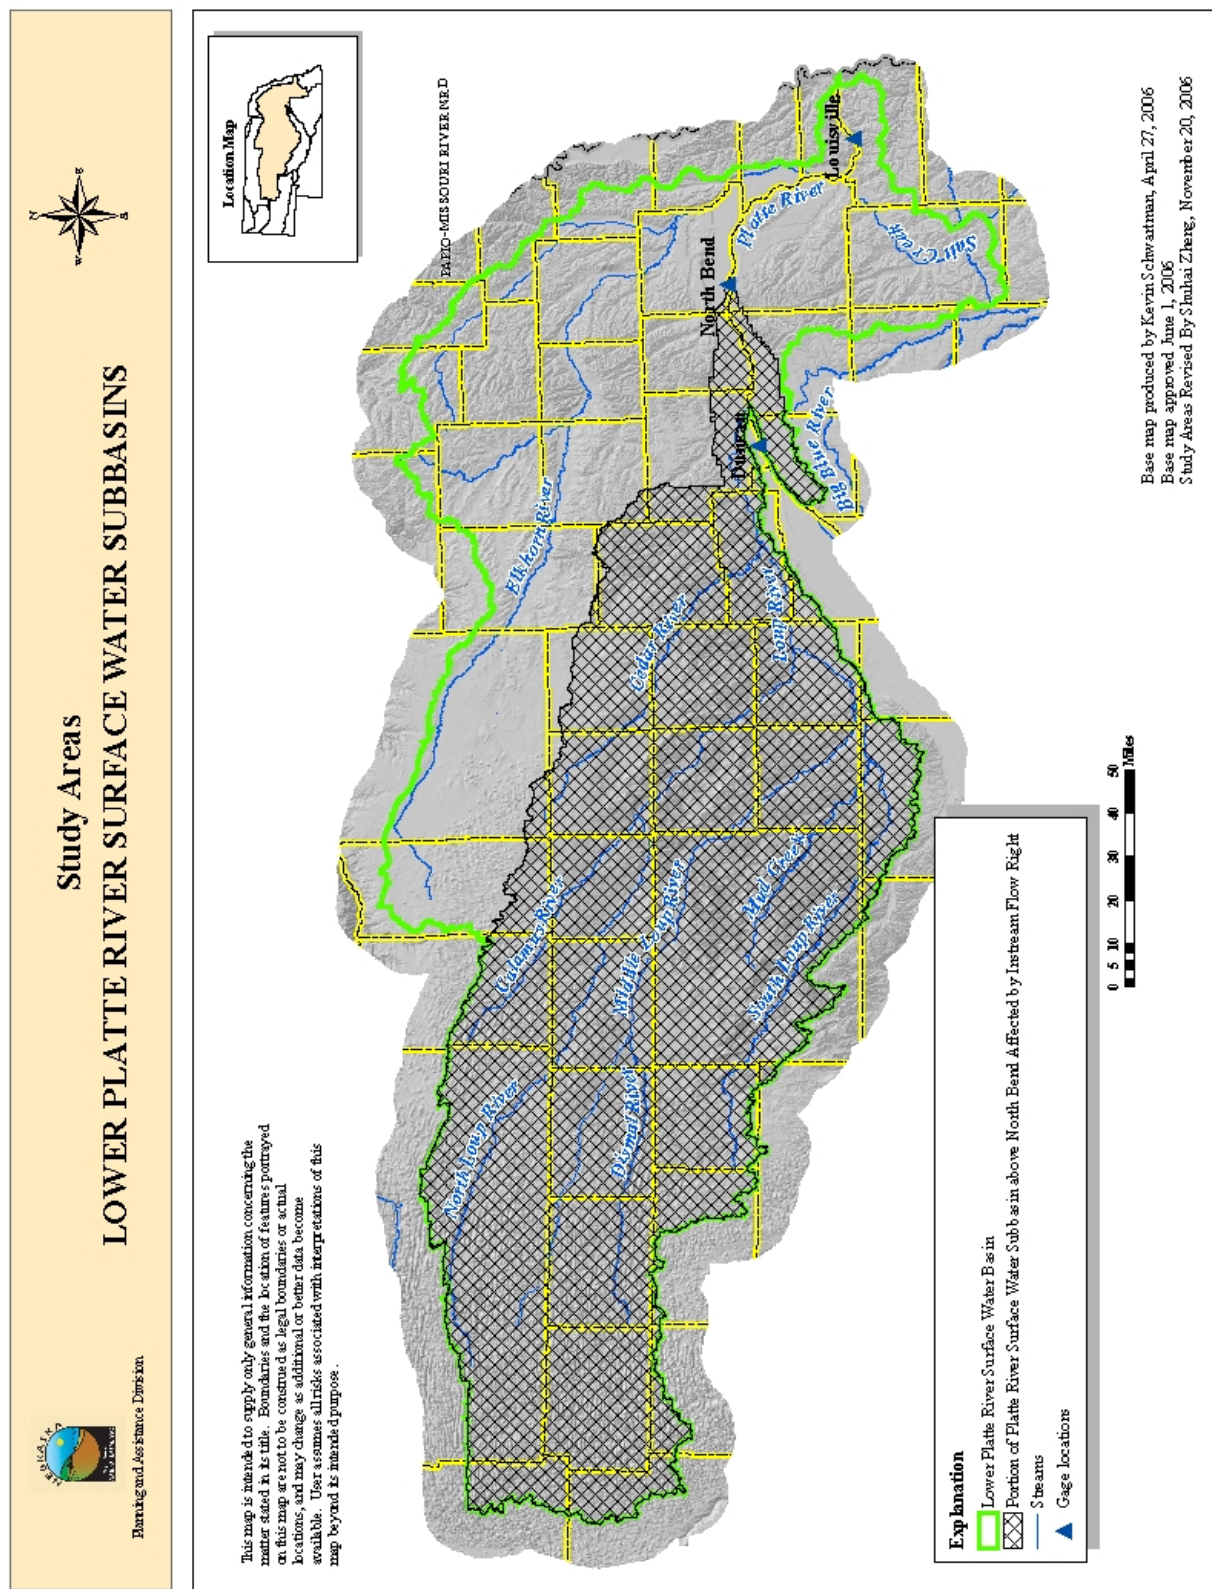 Study Areas
LOWER PLATTE RIVER SURFACE WATER SUBBASINS
Planning and Assistance Division
N
W
E
S
This map is intended to supply only general information concerning the
matter stated in its title. Boundaries and the location of features portrayed
on this map are not to be construed as legal boundaries or actual
locations, and may change as additional or better data become
available. User assumes all risks associated with interpretations of this
map beyond its intended purpose.
Location Map
PAPIO-MISSOURI RIVER NRD
Elkhorn River
North Bend
Platte River
Louisville
Salt Creek
Duncan
Big Blue River
Cedar River
Loup River
Calamus River
Middle Loup River
Mud Creek
South Loup River
North Loup River
Dismal River
Explanation
Lower Platte River Surface Water Basin
Portion of Platte River Surface Water Subbasin above North Bend Affected by Instream Flow Right
Streams
Gage locations
0 5 10 20 30 40 50
Miles
Base map produced by Kevin Schwartman, April 27, 2006
Base map approved June 1, 2006
Study Areas Revised By Shuhai Zheng, November 20, 2006